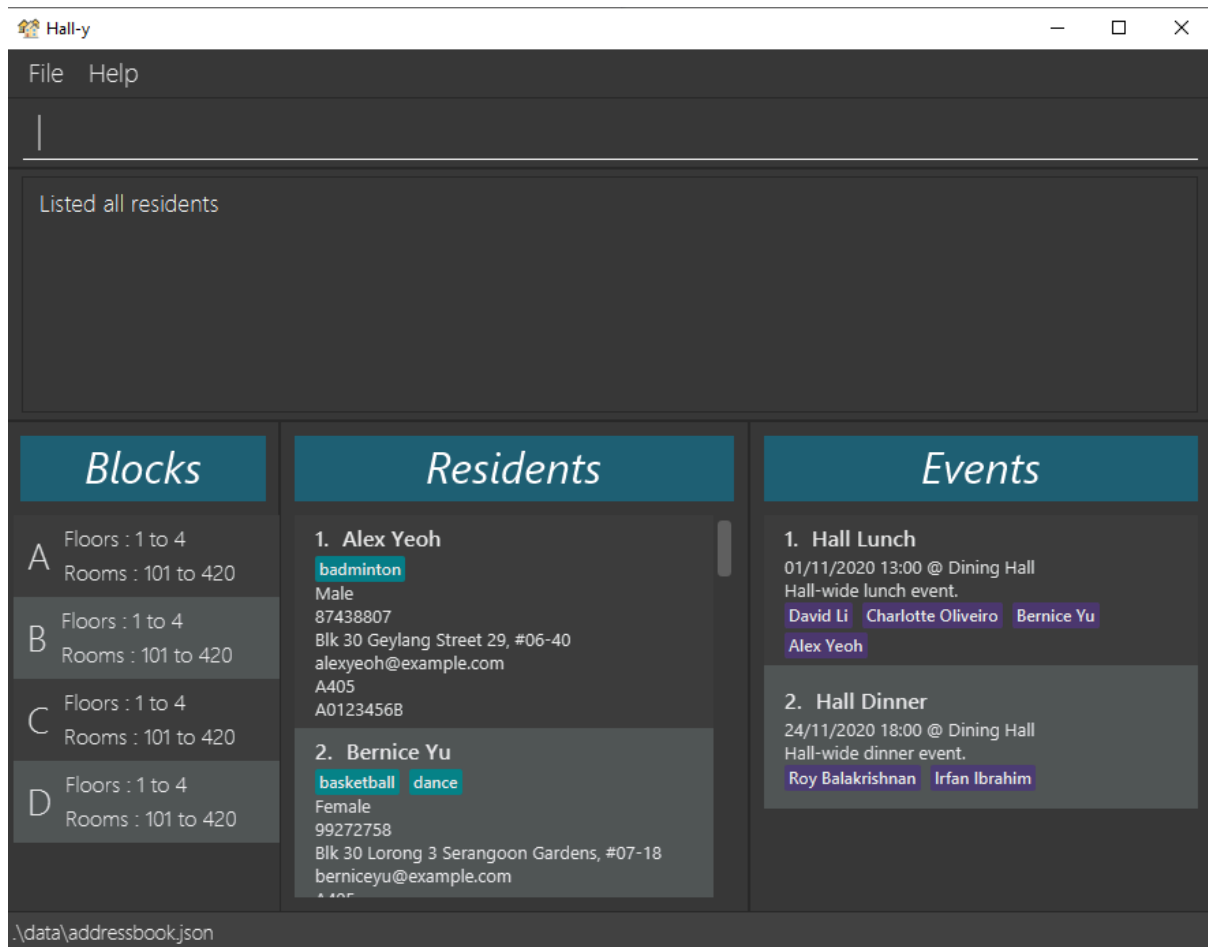 Hall-y
File Help
Listed all residents
Blocks
A
Floors : 1 to 4
Rooms : 101 to 420
B
Floors : 1 to 4
Rooms : 101 to 420
C
Floors : 1 to 4
Rooms : 101 to 420
D
Floors : 1 to 4
Rooms : 101 to 420
Residents
1. Alex Yeoh
badminton
Male
87438807
Blk 30 Geylang Street 29, #06-40
alexyeoh@example.com
A405
A0123456B
2. Bernice Yu
basketball dance
Female
99272758
Blk 30 Lorong 3 Serangoon Gardens, #07-18
berniceyu@example.com
Events
1. Hall Lunch
01/11/2020 13:00 @ Dining Hall
Hall-wide lunch event.
David Li Charlotte Oliveiro Bernice Yu
Alex Yeoh
2. Hall Dinner
24/11/2020 18:00 @ Dining Hall
Hall-wide dinner event.
Roy Balakrishnan Irfan Ibrahim
.\data\addressbook.json